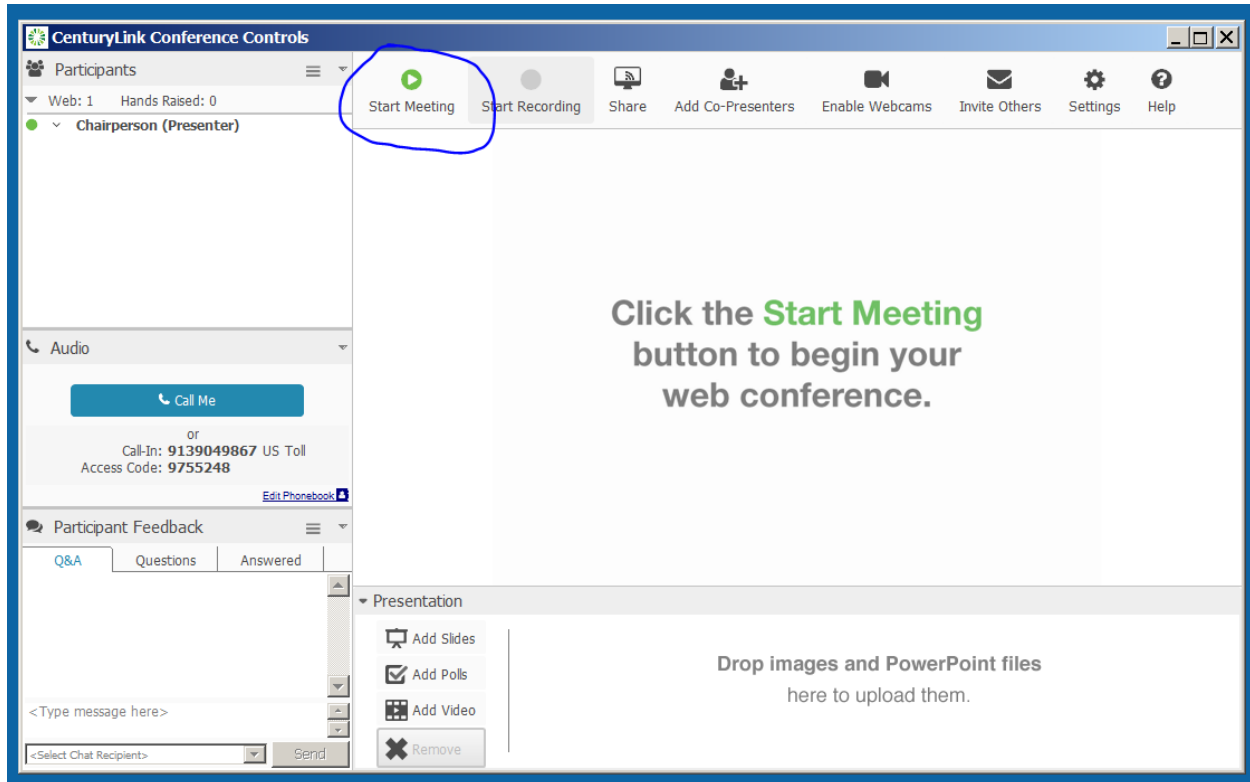 CenturyLink Conference Controls
Participants
Web: 1 Hands Raised: 0
Chairperson (Presenter)
Start Meeting Start Recording Share Add Co-Presenters Enable Webcams Invite Others Settings Help
Click the Start Meeting
button to begin your
web conference.
Audio
Call Me
or
Call-In: 9139049867 US Toll
Access Code: 9755248
Edit Phonebook
Participant Feedback
Q&A Questions Answered
<Type message here>
<Select Chat Recipient> Send
Presentation
Add Slides
Add Polls
Add Video
Remove
Drop images and PowerPoint files
here to upload them.